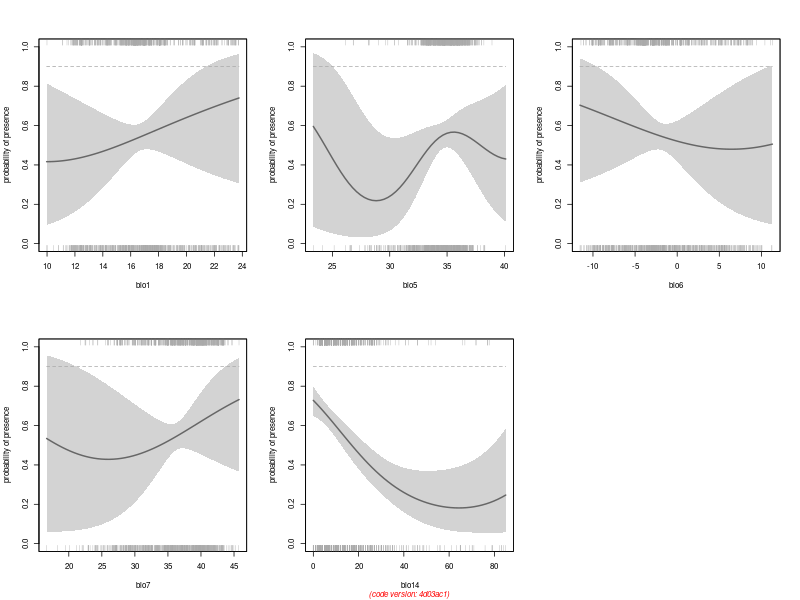 probability of presence
1.0
0.8
0.6
0.4
0.2
0.0
10 12 14 16 18 20 22 24
bio1
probability of presence
1.0
0.8
0.6
0.4
0.2
0.0
25 30 35 40
bio5
probability of presence
1.0
0.8
0.6
0.4
0.2
0.0
-10 -5 0 5 10
bio6
probability of presence
1.0
0.8
0.6
0.4
0.2
0.0
20 25 30 35 40 45
bio7
probability of presence
1.0
0.8
0.6
0.4
0.2
0.0
0 20 40 60 80
bio14
(code version: 4d03ac1)